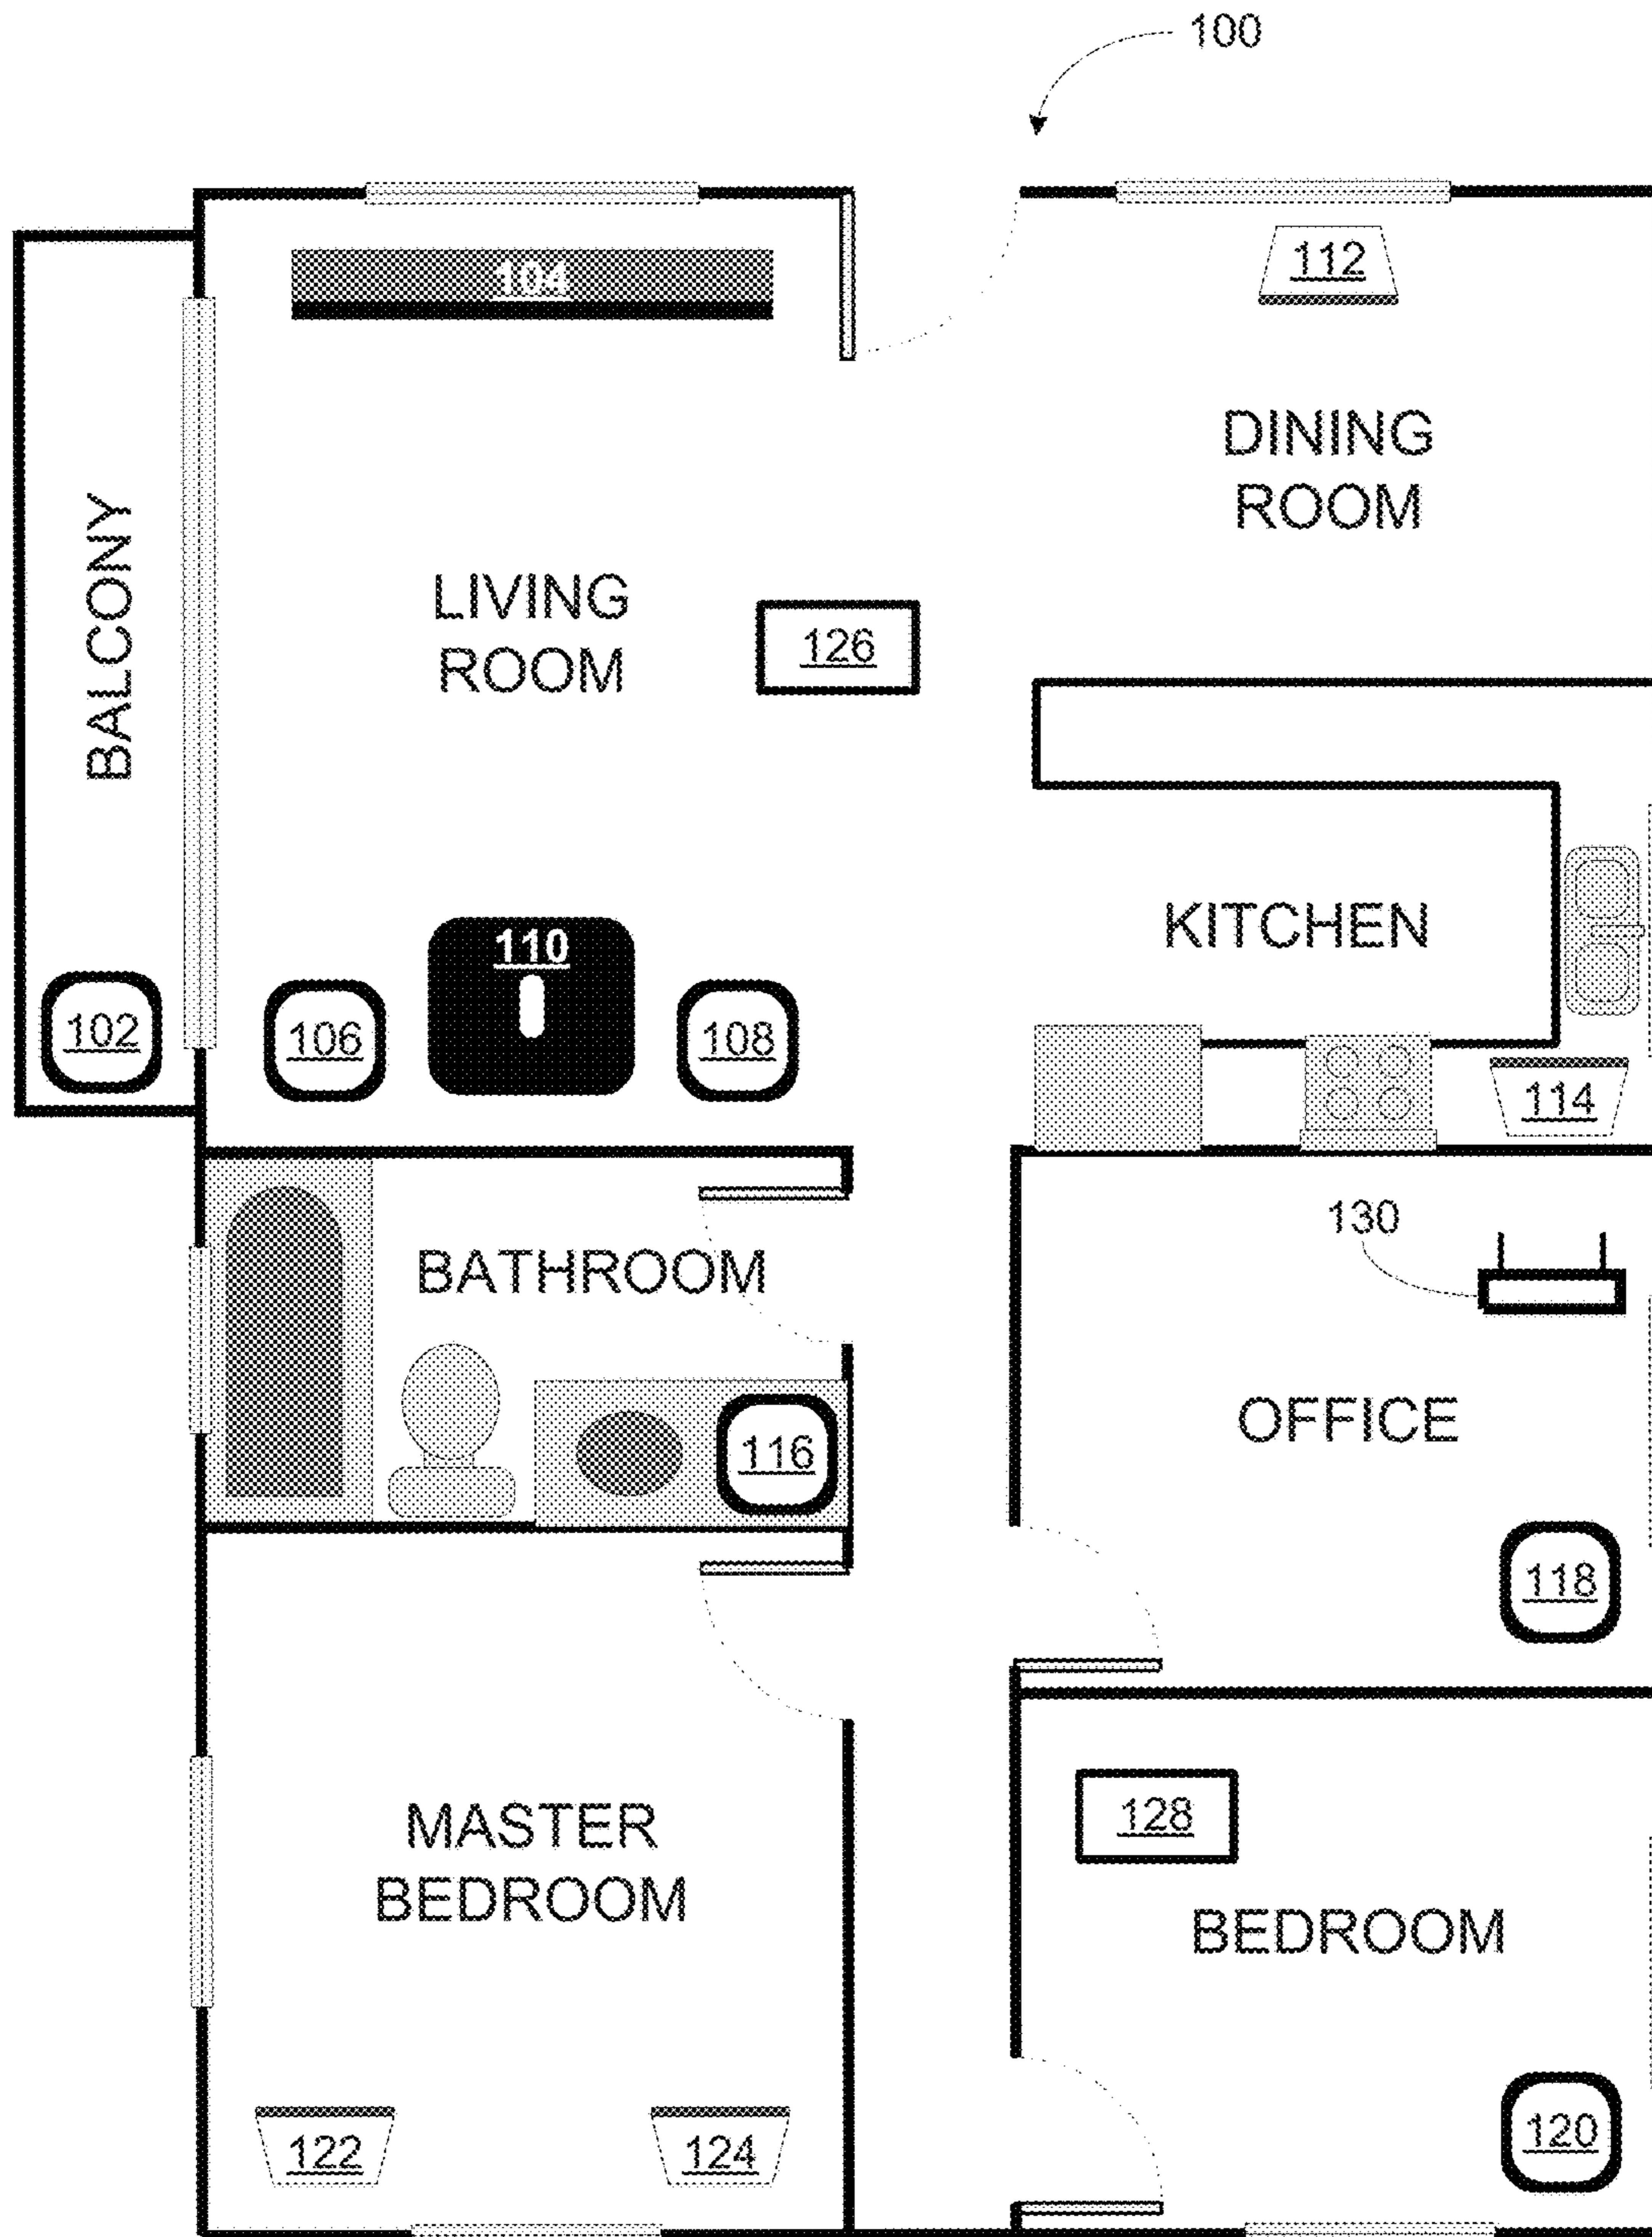 100
104
112
DINING
ROOM
BALCONY
LIVING
ROOM
126
KITCHEN
110
102
106
108
114
130
BATHROOM
OFFICE
116
118
MASTER
BEDROOM
128
BEDROOM
122
124
120